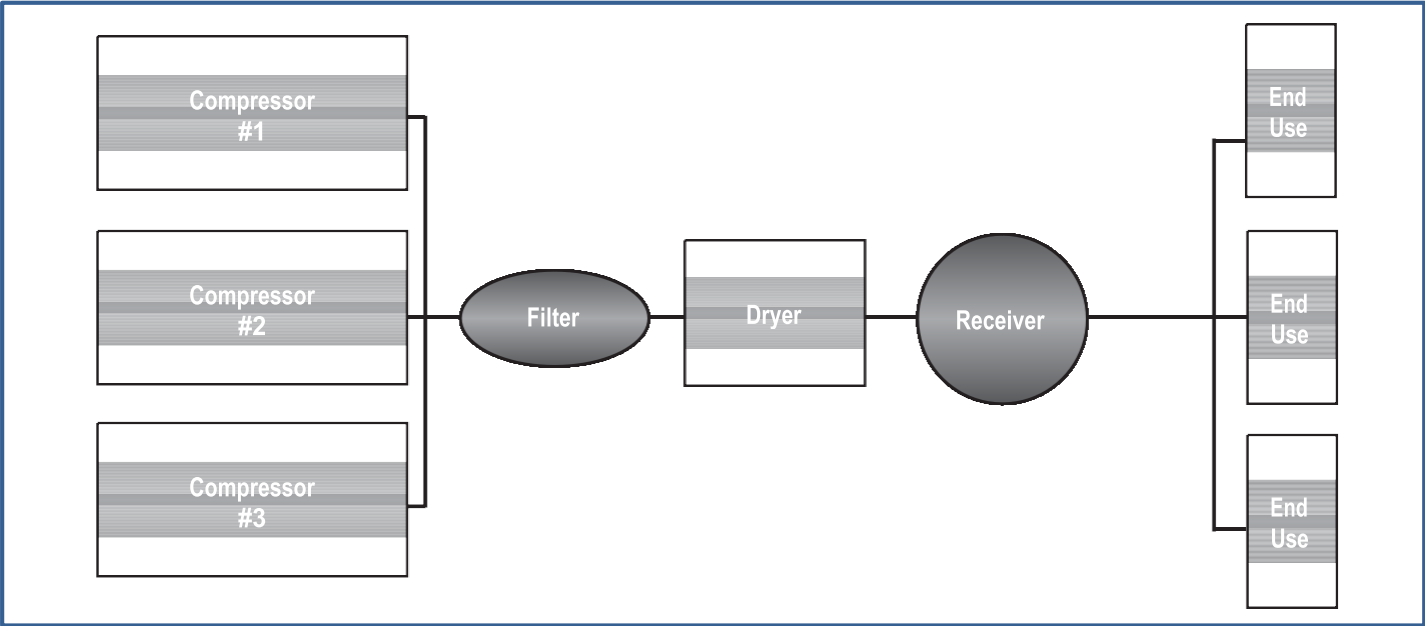 Compressor
#1
Compressor
#2
Compressor
#3
Filter
Dryer
Receiver
End
Use
End
Use
End
Use